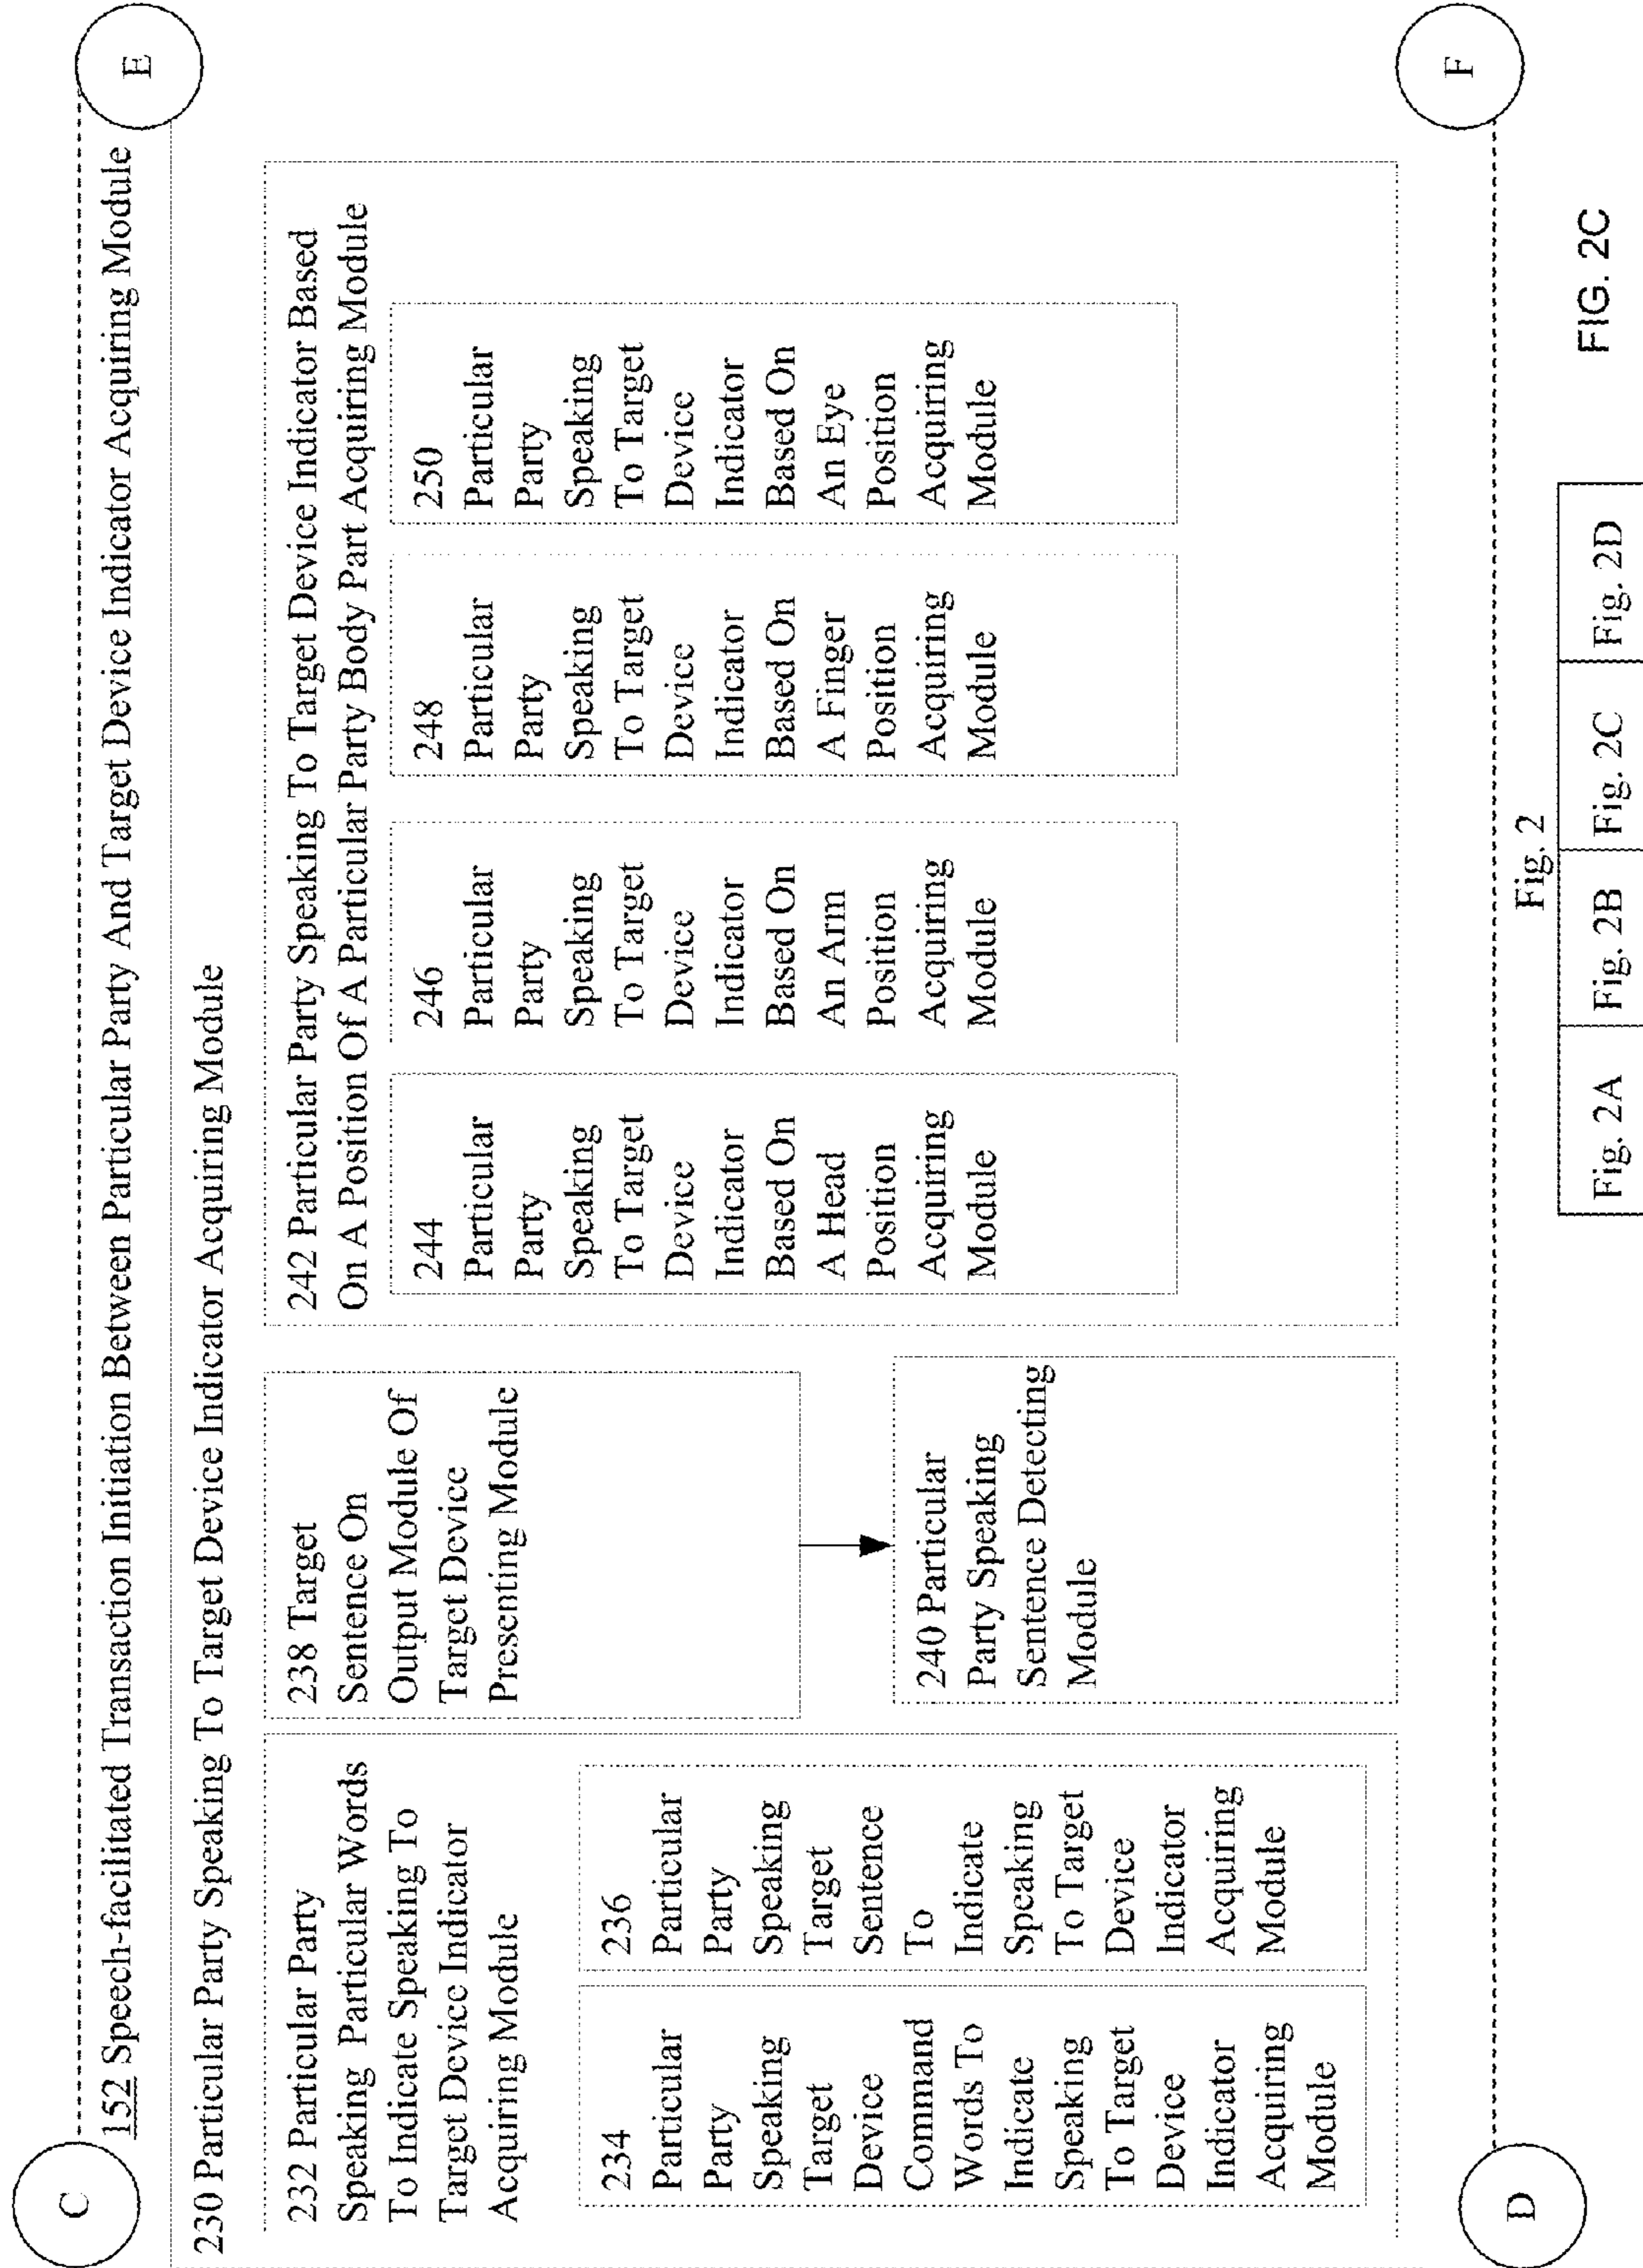 C
E
152 Speech-facilitated Transaction Initiation Between Particular Party And Target Device Indicator Acquiring Module
230 Particular Party Speaking To Target Device Indicator Acquiring Module
232 Particular Party
Speaking Particular Words
To Indicate Speaking To
Target Device Indicator
Acquiring Module
234
Particular
Party
Speaking
Target
Device
Command
Words To
Indicate
Speaking
To Target
Device
Indicator
Acquiring
Module
236
Particular
Party
Speaking
Target
Sentence
To
Indicate
Speaking
To Target
Device
Indicator
Acquiring
Module
238 Target
Sentence On
Output Module Of
Target Device
Presenting Module
240 Particular
Party Speaking
Sentence Detecting
Module
242 Particular Party Speaking To Target Device Indicator Based
On A Position Of A Particular Party Body Part Acquiring Module
244
Particular
Party
Speaking
To Target
Device
Indicator
Based On
A Head
Position
Acquiring
Module
246
Particular
Party
Speaking
To Target
Device
Indicator
Based On
An Arm
Position
Acquiring
Module
248
Particular
Party
Speaking
To Target
Device
Indicator
Based On
A Finger
Position
Acquiring
Module
250
Particular
Party
Speaking
To Target
Device
Indicator
Based On
An Eye
Position
Acquiring
Module
D
F
Fig. 2
Fig. 2A Fig. 2B Fig. 2C Fig. 2D
FIG. 2C